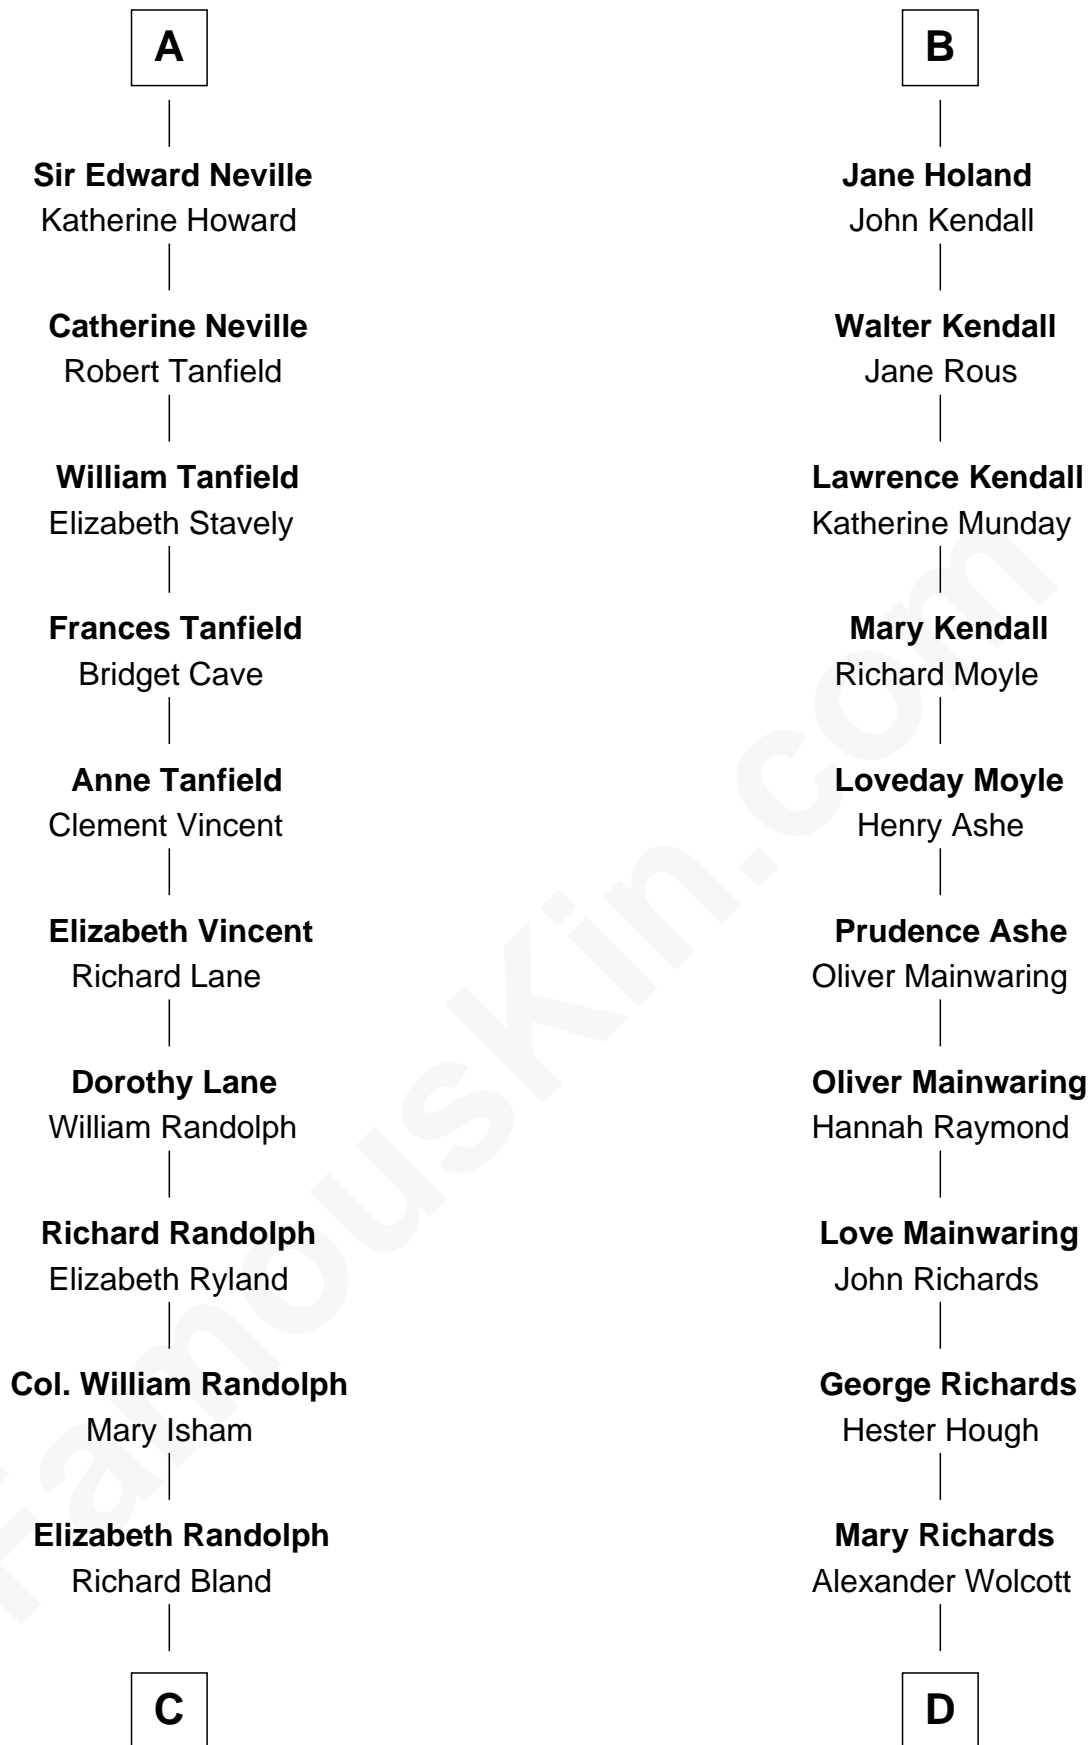 A
Sir Edward Neville
Katherine Howard
Catherine Neville
Robert Tanfield
William Tanfield
Elizabeth Stavely
Frances Tanfield
Bridget Cave
Anne Tanfield
Clement Vincent
Elizabeth Vincent
Richard Lane
Dorothy Lane
William Randolph
Richard Randolph
Elizabeth Ryland
Col. William Randolph
Mary Isham
Elizabeth Randolph
Richard Bland
C
B
Jane Holand
John Kendall
Walter Kendall
Jane Rous
Lawrence Kendall
Katherine Munday
Mary Kendall
Richard Moyle
Loveday Moyle
Henry Ashe
Prudence Ashe
Oliver Mainwaring
Oliver Mainwaring
Hannah Raymond
Love Mainwaring
John Richards
George Richards
Hester Hough
Mary Richards
Alexander Wolcott
D
FamousKin.com